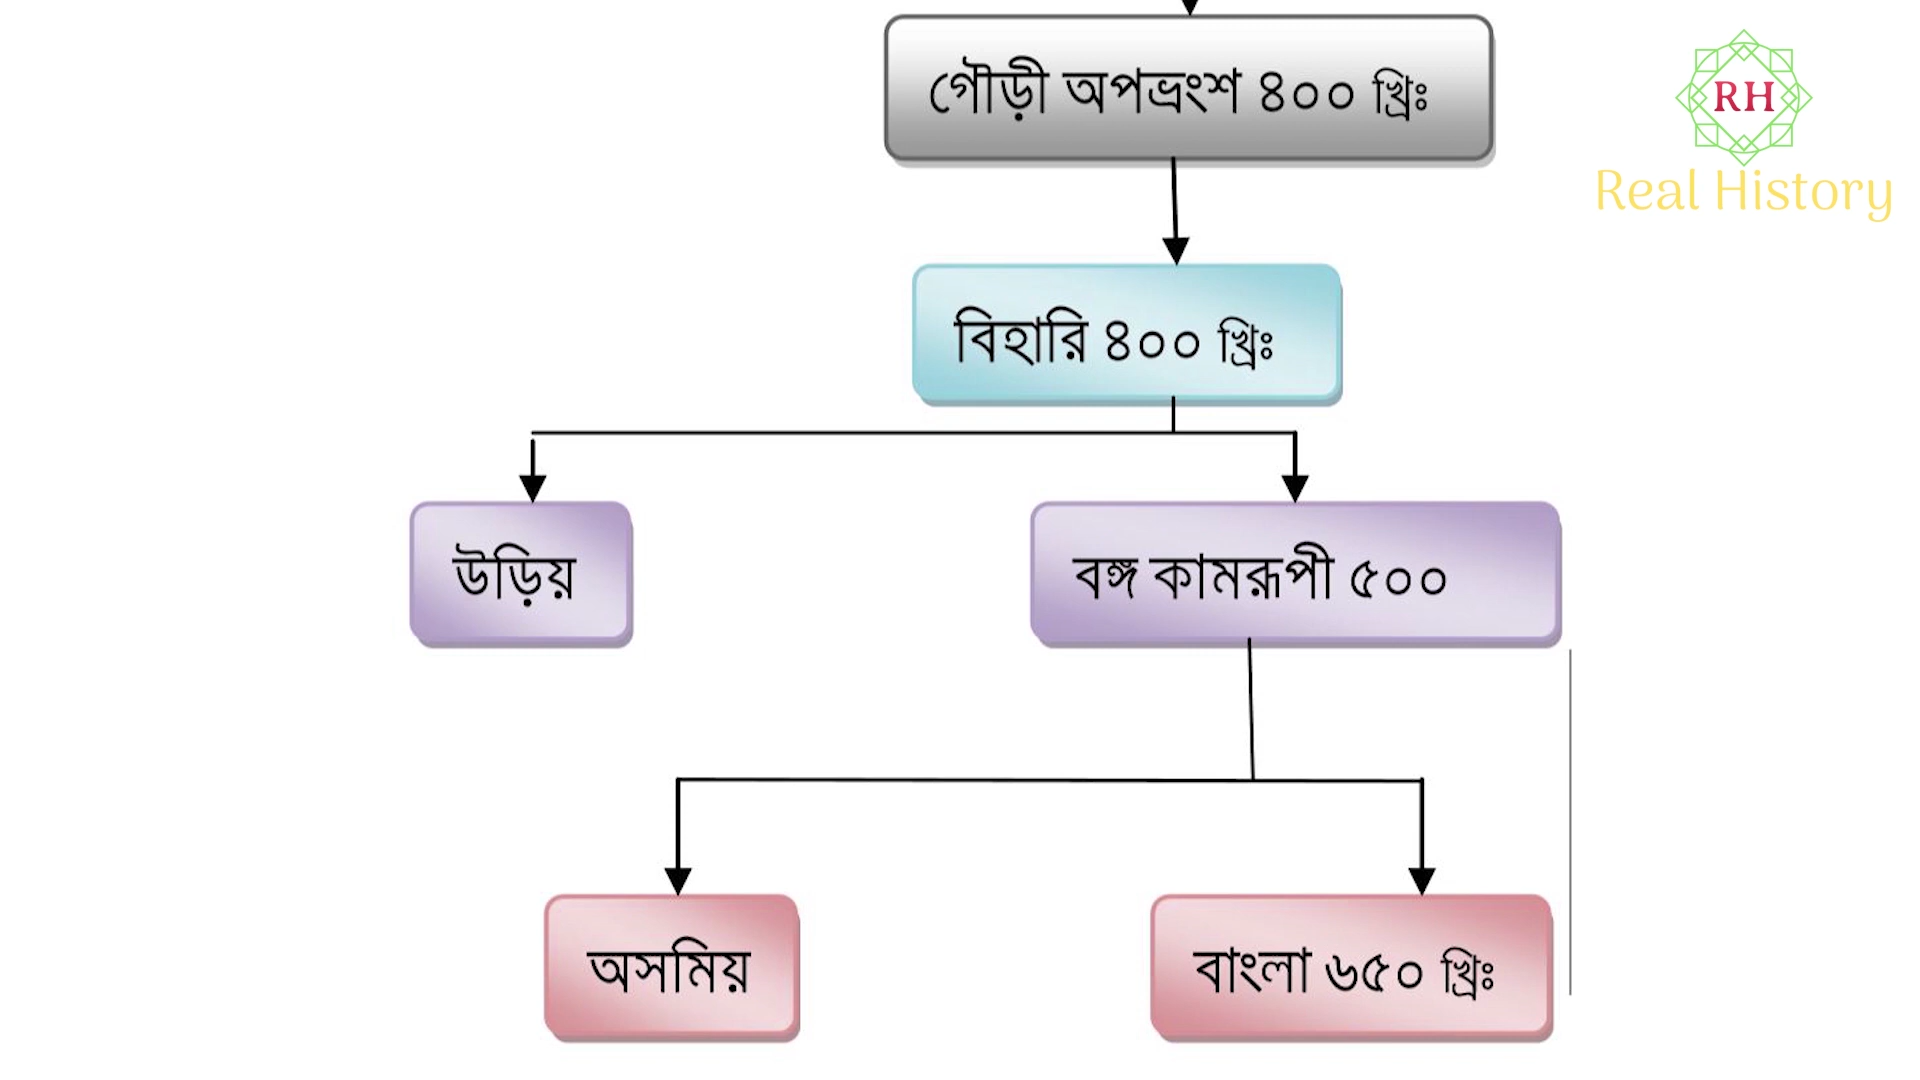 গৌড়ী অপভ্রংশ ৪০০ খ্রিঃ
RH
Real History
বিহারি ৪০০ খ্রিঃ
উড়িয়
বঙ্গ কামরূপী ৫০০
অসমিয়
বাংলা ৬৫০ খ্রিঃ